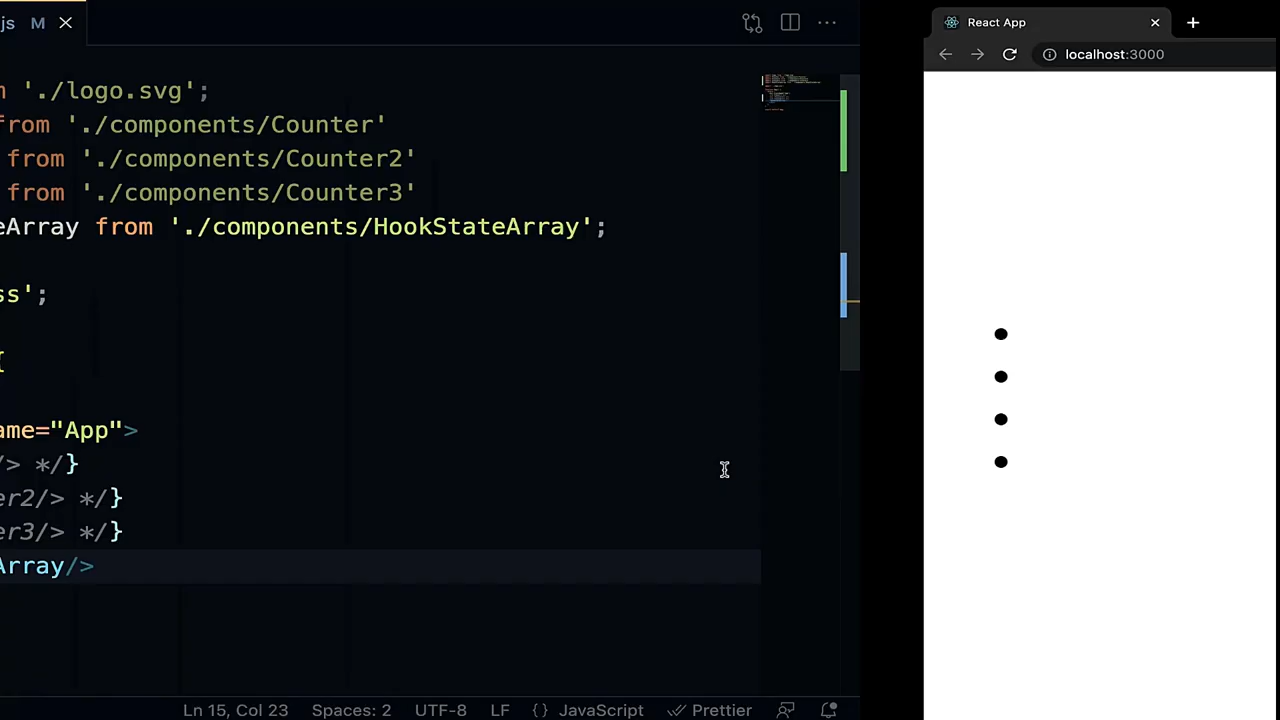 js M
React App
localhost:3000
'./logo.svg';
from './components/Counter'
from './components/Counter2'
from './components/Counter3'
eArray from './components/HookStateArray';
ss';
{
ame="App">
/> */}
er2/> */}
er3/> */}
Array/>
Ln 15, Col 23 Spaces: 2 UTF-8 LF {} JavaScript Prettier